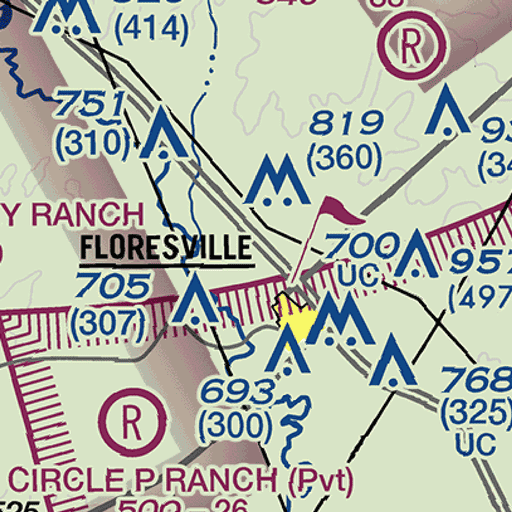 (414)
R
751
(310)
819
(360)
Y RANCH
FLORESVILLE
700
UC
957
(497
705
(307)
693
(300)
768
(325)
UC
R
CIRCLE P RANCH (Pvt)